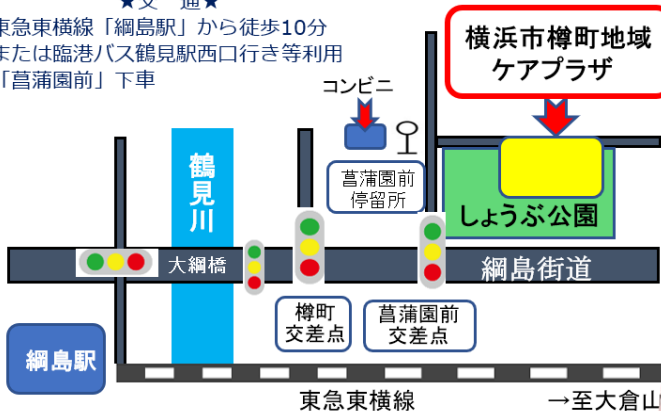 ★交　通★
東急東横線「綱島駅」から徒歩10分
または臨港バス鶴見駅西口行き等利用
「菖蒲園前」下車
横浜市樽町地域
ケアプラザ
コンビニ
鶴見川
菖蒲園前
停留所
しょうぶ公園
大綱橋
綱島街道
樽町
交差点
菖蒲園前
交差点
綱島駅
東急東横線
→至大倉山